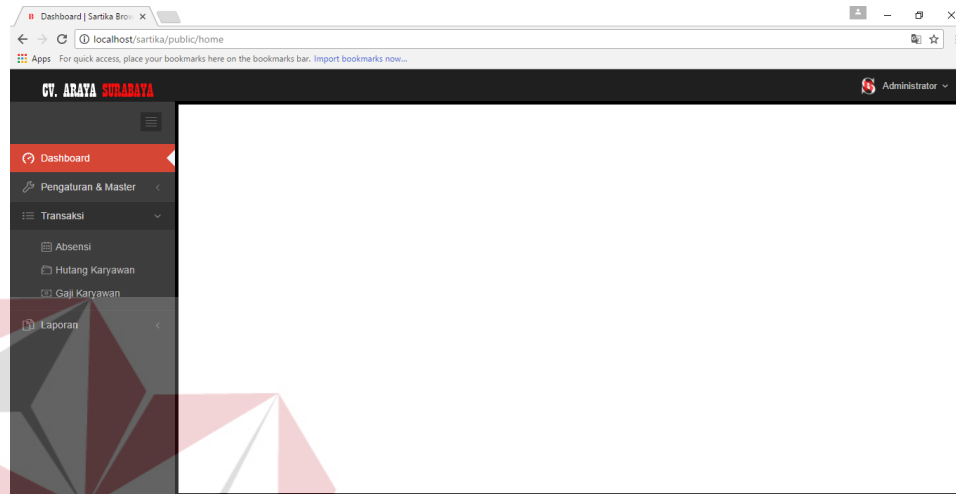 Dashboard | Sartika Brow
localhost/sartika/public/home
Apps For quick access, place your bookmarks here on the bookmarks bar. Import bookmarks now...
CV. ARAYA SURABAYA
Administrator
Dashboard
Pengaturan & Master
Transaksi
Absensi
Hutang Karyawan
Gaji Karyawan
Laporan